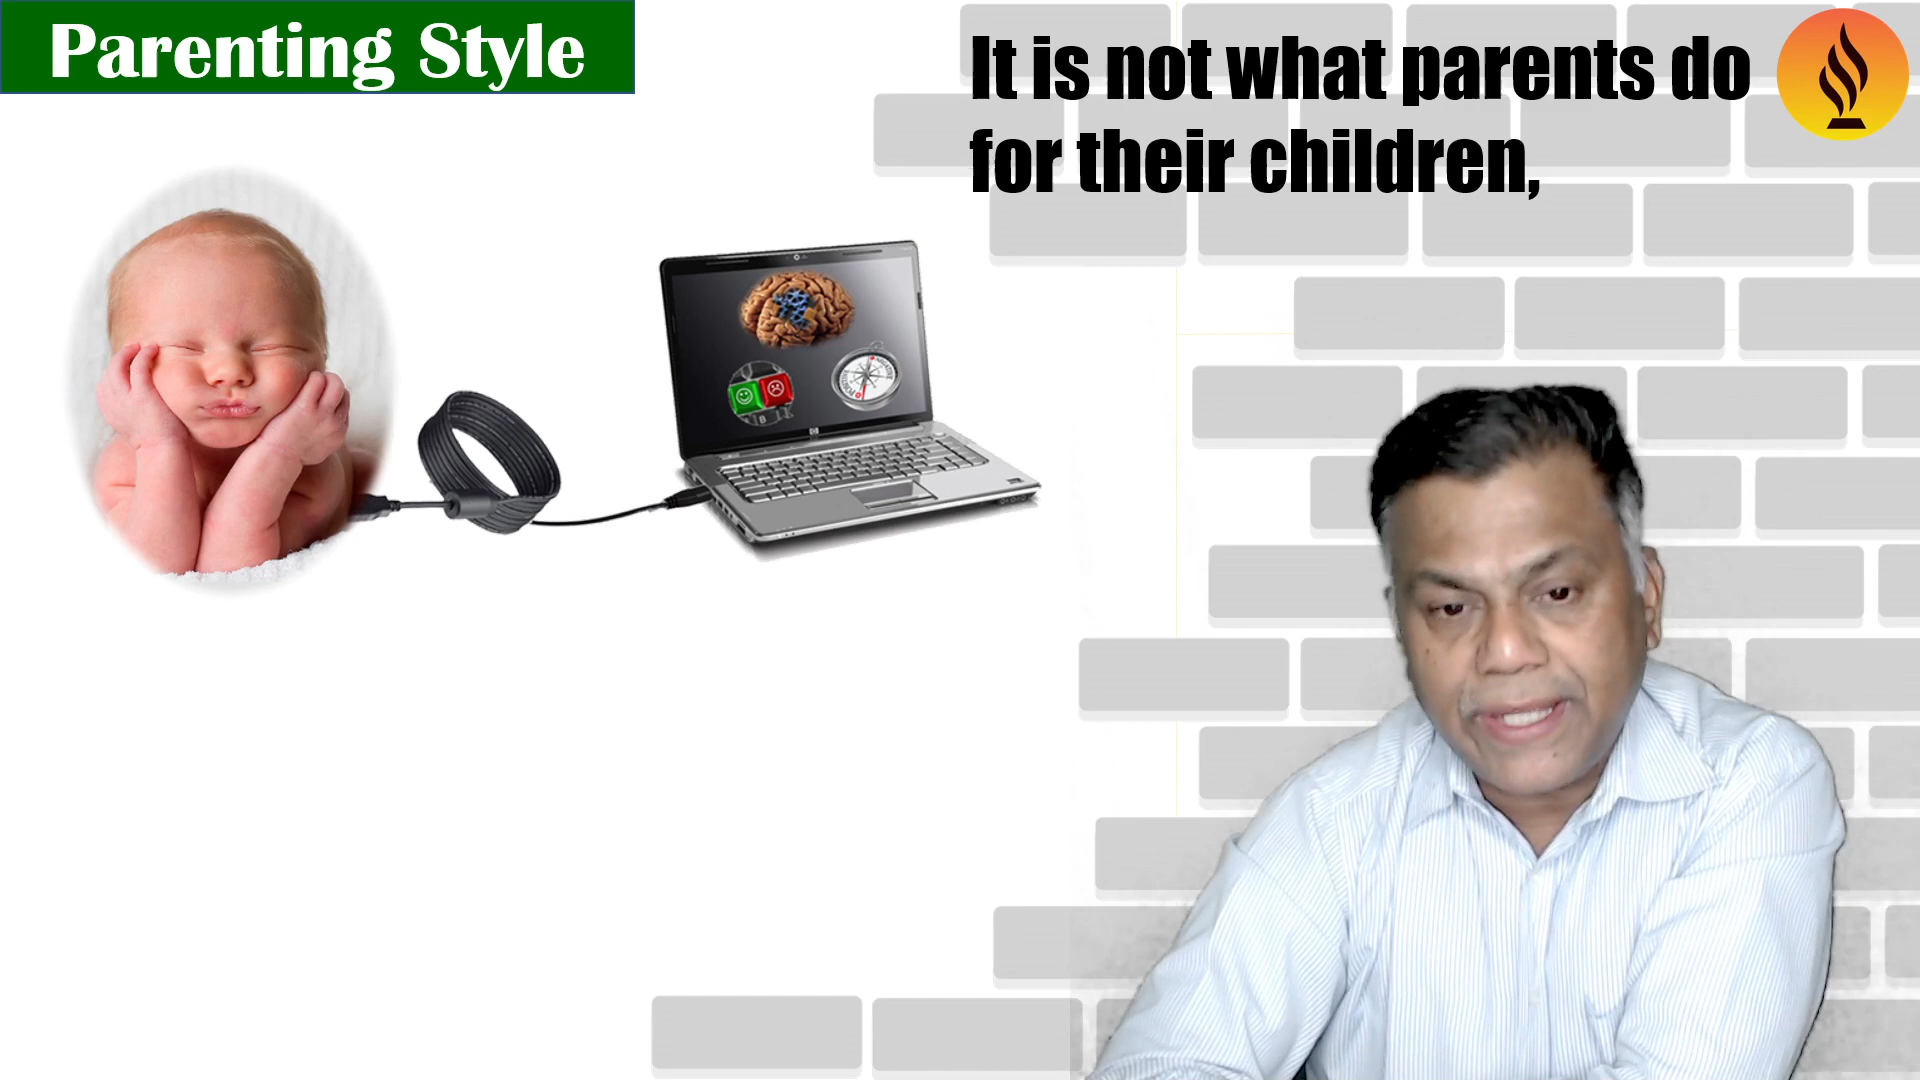 Parenting Style
It is not what parents do
for their children,